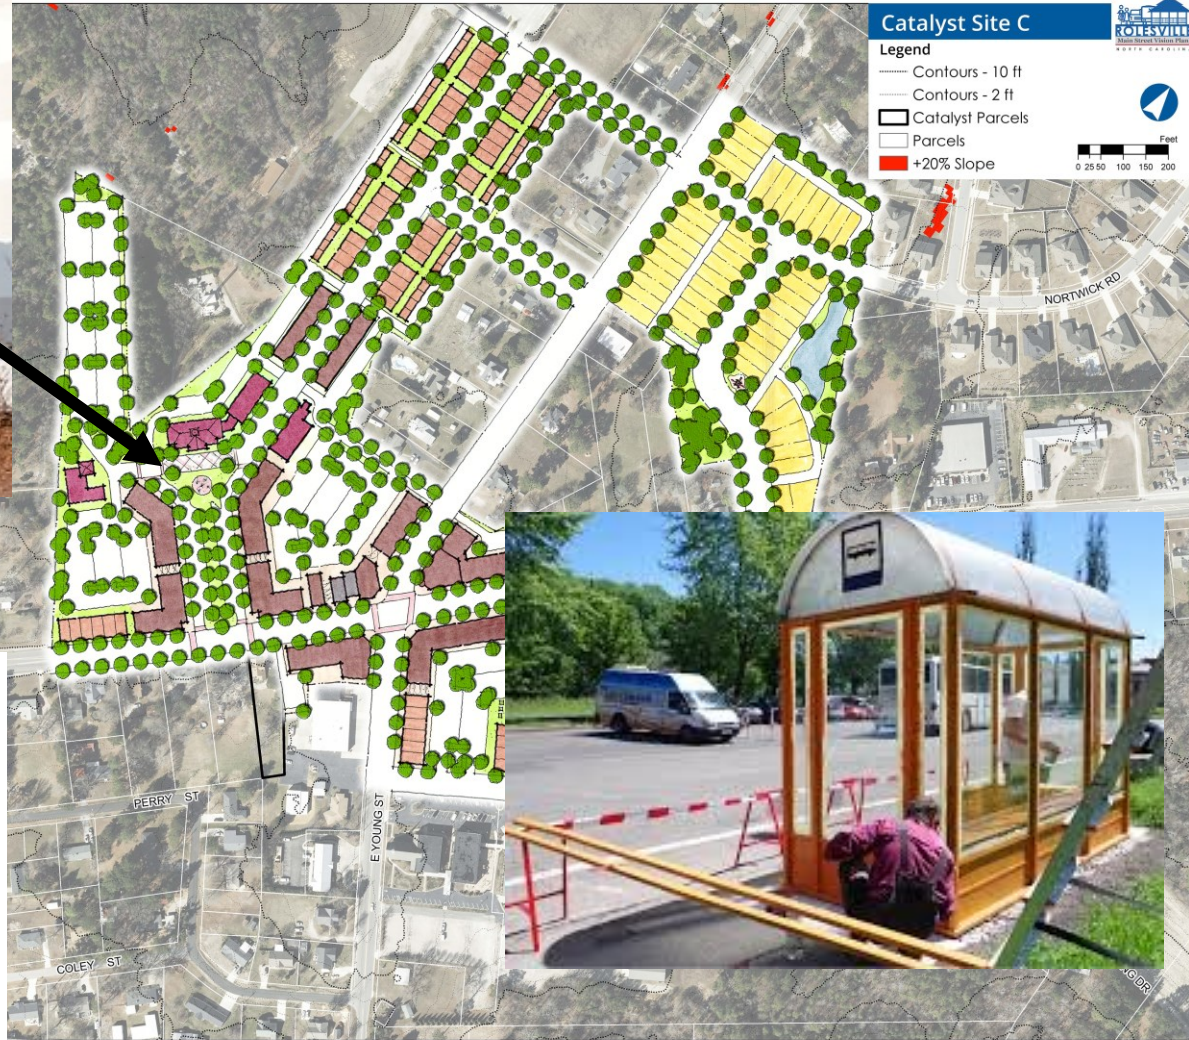 Catalyst Site C
ROLESVILLE
Main Street Vision Plan
NORTH CAROLINA
Legend
Contours - 10 ft
Contours - 2 ft
Catalyst Parcels
Parcels
+20% Slope
Feet
0 25 50 100 150 200
NORTWICK RD
PERRY ST
E YOUNG ST
COLEY ST
G DR